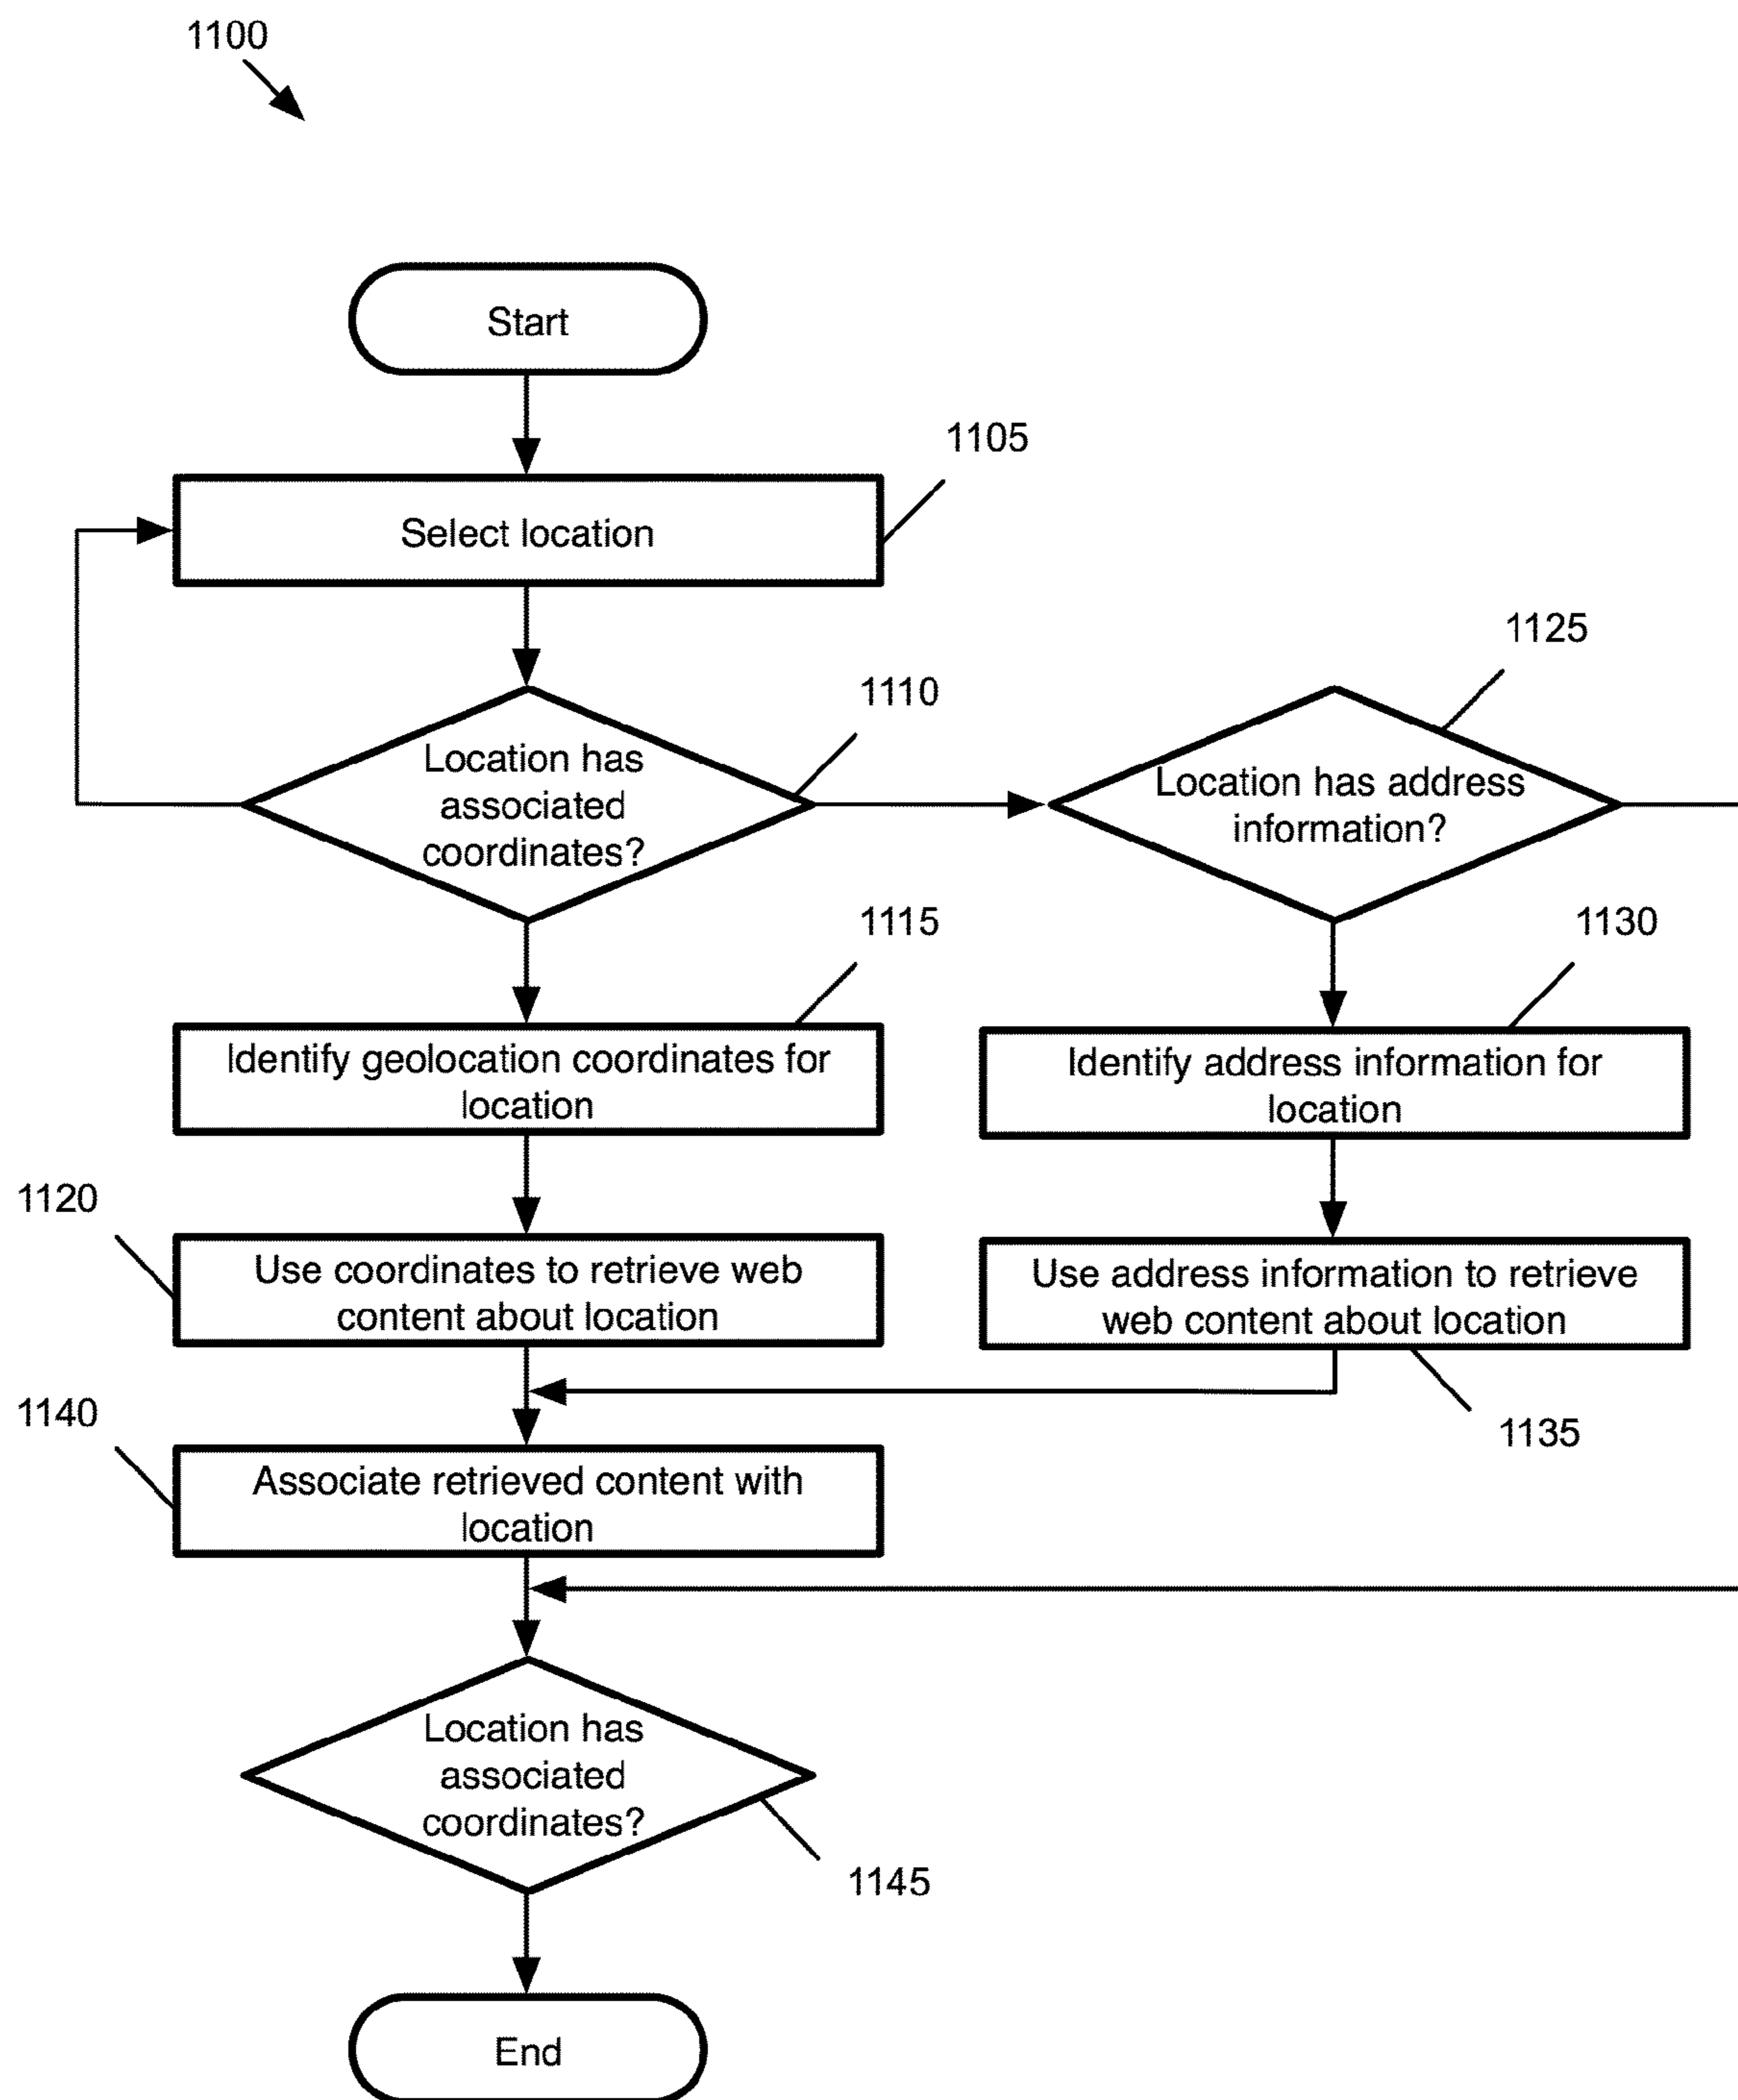 1100
Start
1105
Select location
1110
Location has
associated
coordinates?
1125
Location has address
information?
1115
Identify geolocation coordinates for
location
1130
Identify address information for
location
1120
Use coordinates to retrieve web
content about location
Use address information to retrieve
web content about location
1135
1140
Associate retrieved content with
location
Location has
associated
coordinates?
1145
End